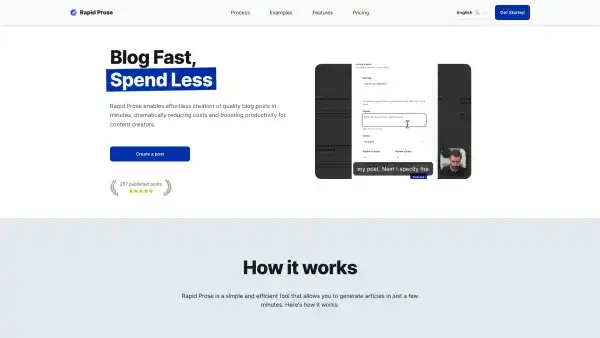 Rapid Prose
Process
Examples
Features
Pricing
English
Get Started
Blog Fast,
Spend Less
Rapid Prose enables effortless creation of quality blog posts in
minutes, dramatically reducing costs and boosting productivity for
content creators.
Create a post
257 published posts
my post. Next I specify the
How it works
Rapid Prose is a simple and efficient tool that allows you to generate articles in just a few
minutes. Here's how it works: